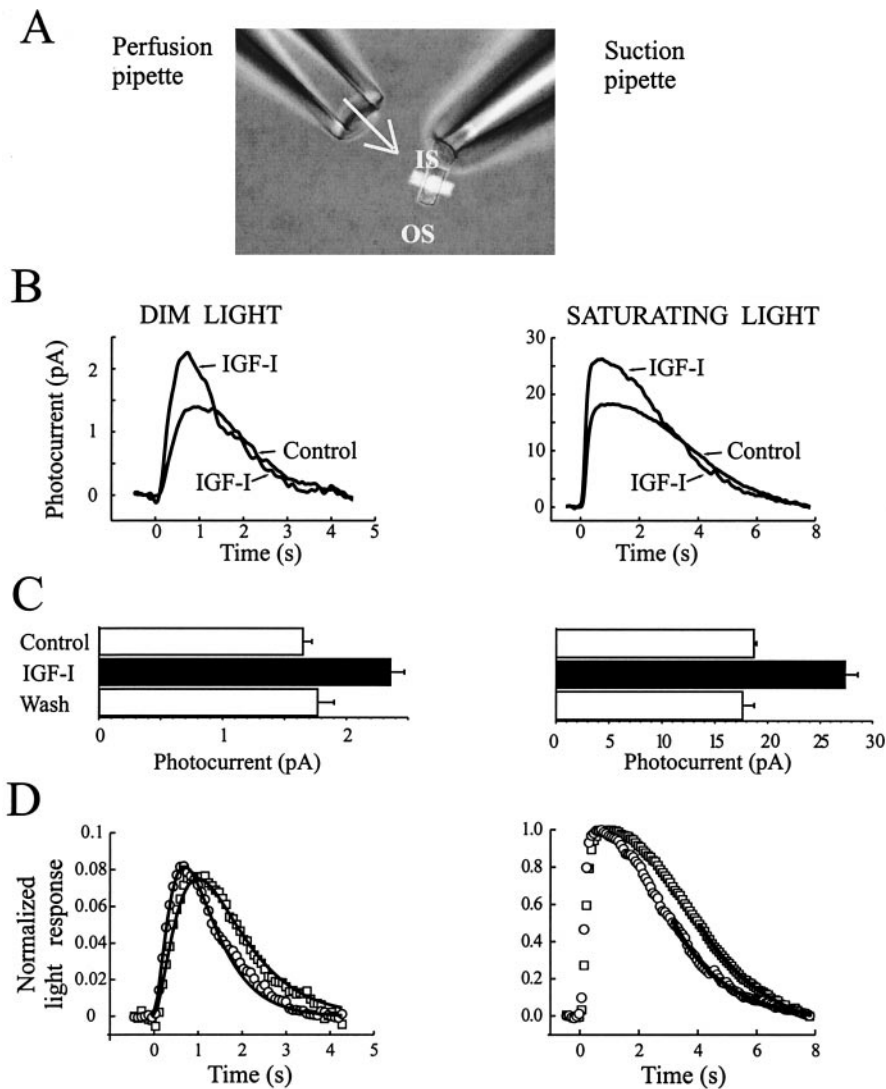 A
Perfusion
pipette
Suction
pipette
IS
OS
B
DIM LIGHT
SATURATING LIGHT
Photocurrent (pA)
2
1
0
IGF-I
Control
IGF-I
0 1 2 3 4 5
Time (s)
30
20
10
0
IGF-I
Control
IGF-I
0 2 4 6 8
Time (s)
C
Control
IGF-I
Wash
0 1 2
Photocurrent (pA)
0 5 10 15 20 25 30
Photocurrent (pA)
D
Normalized
light response
0.1
0.08
0.06
0.04
0.02
0
0 1 2 3 4 5
Time (s)
1.0
0.8
0.6
0.4
0.2
0.0
0 2 4 6 8
Time (s)